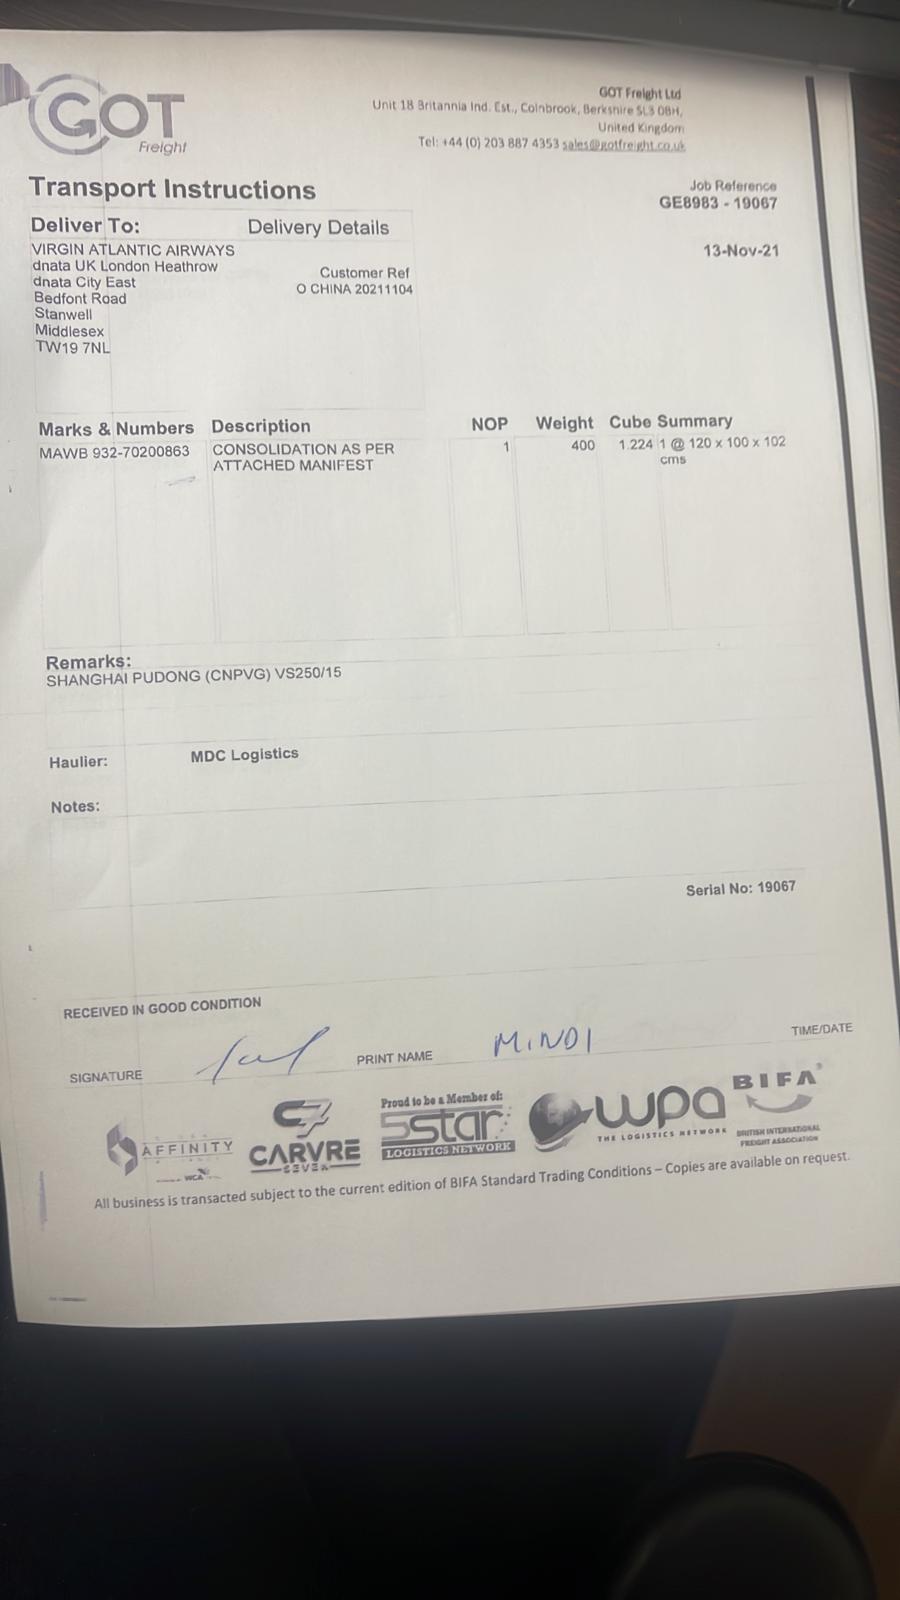 GOT
Freight
GOT Freight Ltd
Unit 18 Britannia Ind. Est., Colnbrook, Berkshire SL3 0BH,
United Kingdom
Tel: +44 (0) 203 887 4353 sales@gotfreight.co.uk
Transport Instructions
Job Reference
GE8983 - 19067
Deliver To:
Delivery Details
13-Nov-21
VIRGIN ATLANTIC AIRWAYS
dnata UK London Heathrow
dnata City East
Bedfont Road
Stanwell
Middlesex
TW19 7NL
Customer Ref
O CHINA 20211104
Marks & Numbers Description NOP Weight Cube Summary
MAWB 932-70200863 CONSOLIDATION AS PER 1 400 1.224 1 @ 120 x 100 x 102
ATTACHED MANIFEST cms
Remarks:
SHANGHAI PUDONG (CNPVG) VS250/15
Haulier: MDC Logistics
Notes:
Serial No: 19067
RECEIVED IN GOOD CONDITION
SIGNATURE PRINT NAME MINDI TIME/DATE
AFFINITY
WCA
C7
CARVRE
SEVEN
Proud to be a Member of:
5star
LOGISTICS NETWORK
wpa
THE LOGISTICS NETWORK
BIFA
BRITISH INTERNATIONAL
FREIGHT ASSOCIATION
All business is transacted subject to the current edition of BIFA Standard Trading Conditions – Copies are available on request.